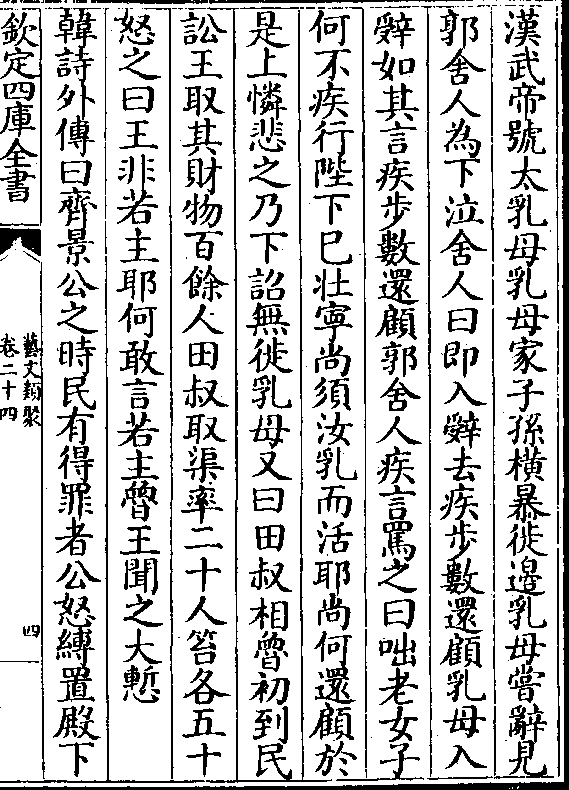 漢武帝號太乳母乳母家子孫橫暴徙邊乳母嘗辭見
郭舍人為下泣舍人曰即入辭去疾步數還顧乳母入
辭如其言疾步數還顧郭舍人疾言罵之曰咄老女子
何不疾行陛下巳壯寧尚須汝乳而活耶尚何還顧於
是上憐悲之乃下詔無徙乳母又曰田叔相魯初到民
訟王取其財物百餘人田叔取渠率二十人笞各五十
怒之曰王非若主耶何敢言若主魯王聞之大慙
韓詩外傳曰齊景公之時民有得罪者公怒縛置殿下
欽定四庫全書
藝文類聚
卷二十四
四